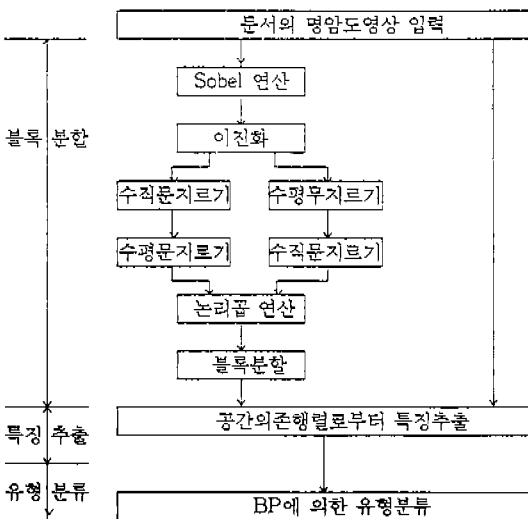 문서의 명암도영상 입력
Sobel 연산
블록 분할
이진화
수직문지르기 수평무지르기
수평문지르기 수직문지르기
논리곱 연산
블록분할
공간의존행렬로부터 특징추출
특징 추출
유형 분류
BP에 의한 유형분류